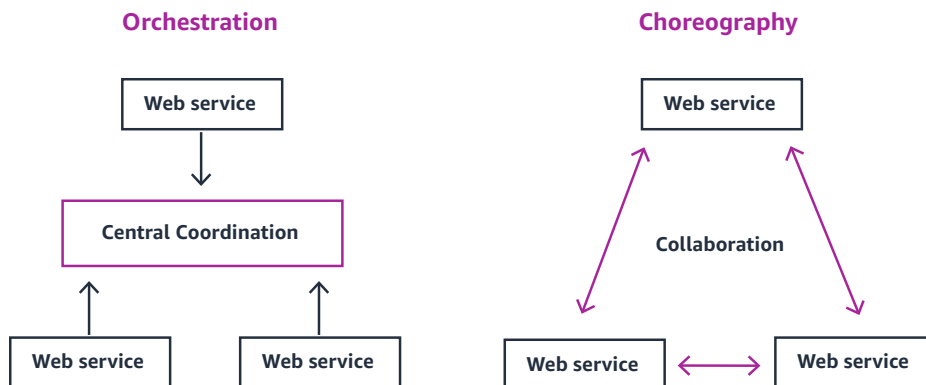 Orchestration
Choreography
Web service
Web service
Central Coordination
Collaboration
Web service
Web service
Web service
Web service